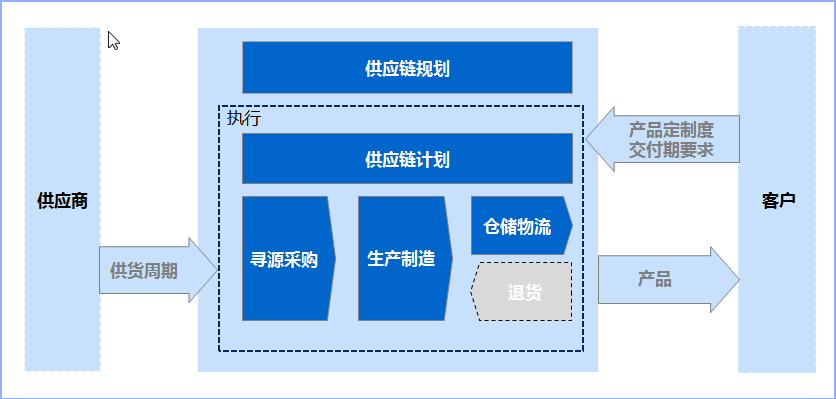 供应链规划
执行
供应链计划
产品定制度
交付期要求
供应商
客户
寻源采购
生产制造
仓储物流
供货周期
退货
产品